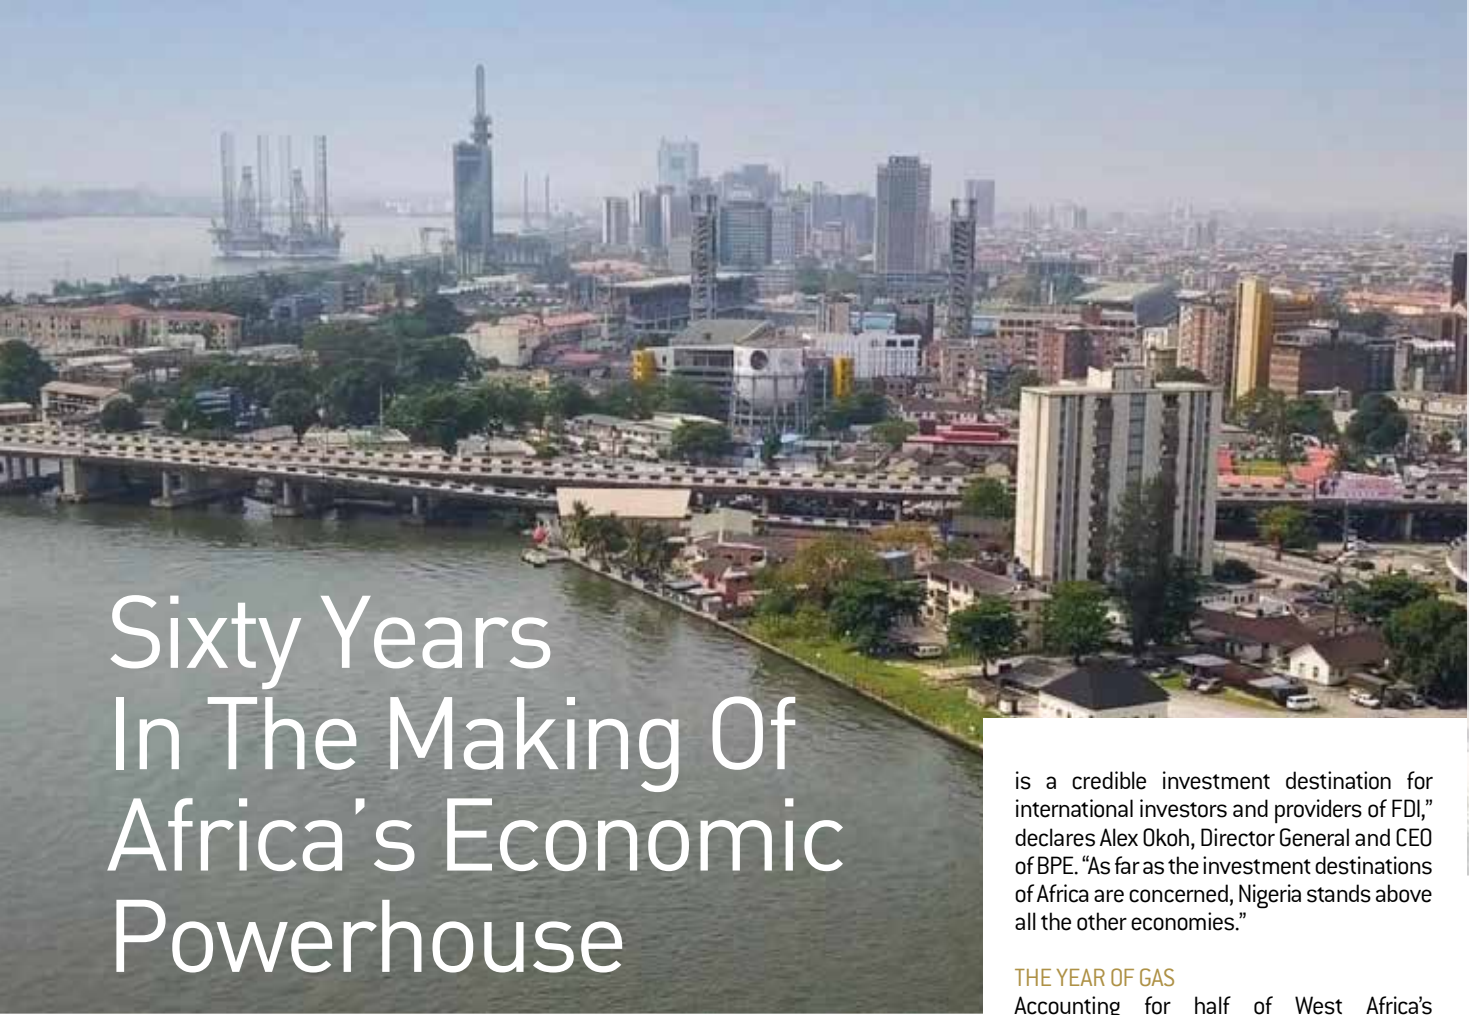 Sixty Years
In The Making Of
Africa’s Economic
Powerhouse
is a credible investment destination for
international investors and providers of FDI,”
declares Alex Okoh, Director General and CEO
of BPE. “As far as the investment destinations
of Africa are concerned, Nigeria stands above
all the other economies.”
THE YEAR OF GAS
Accounting for half of West Africa’s